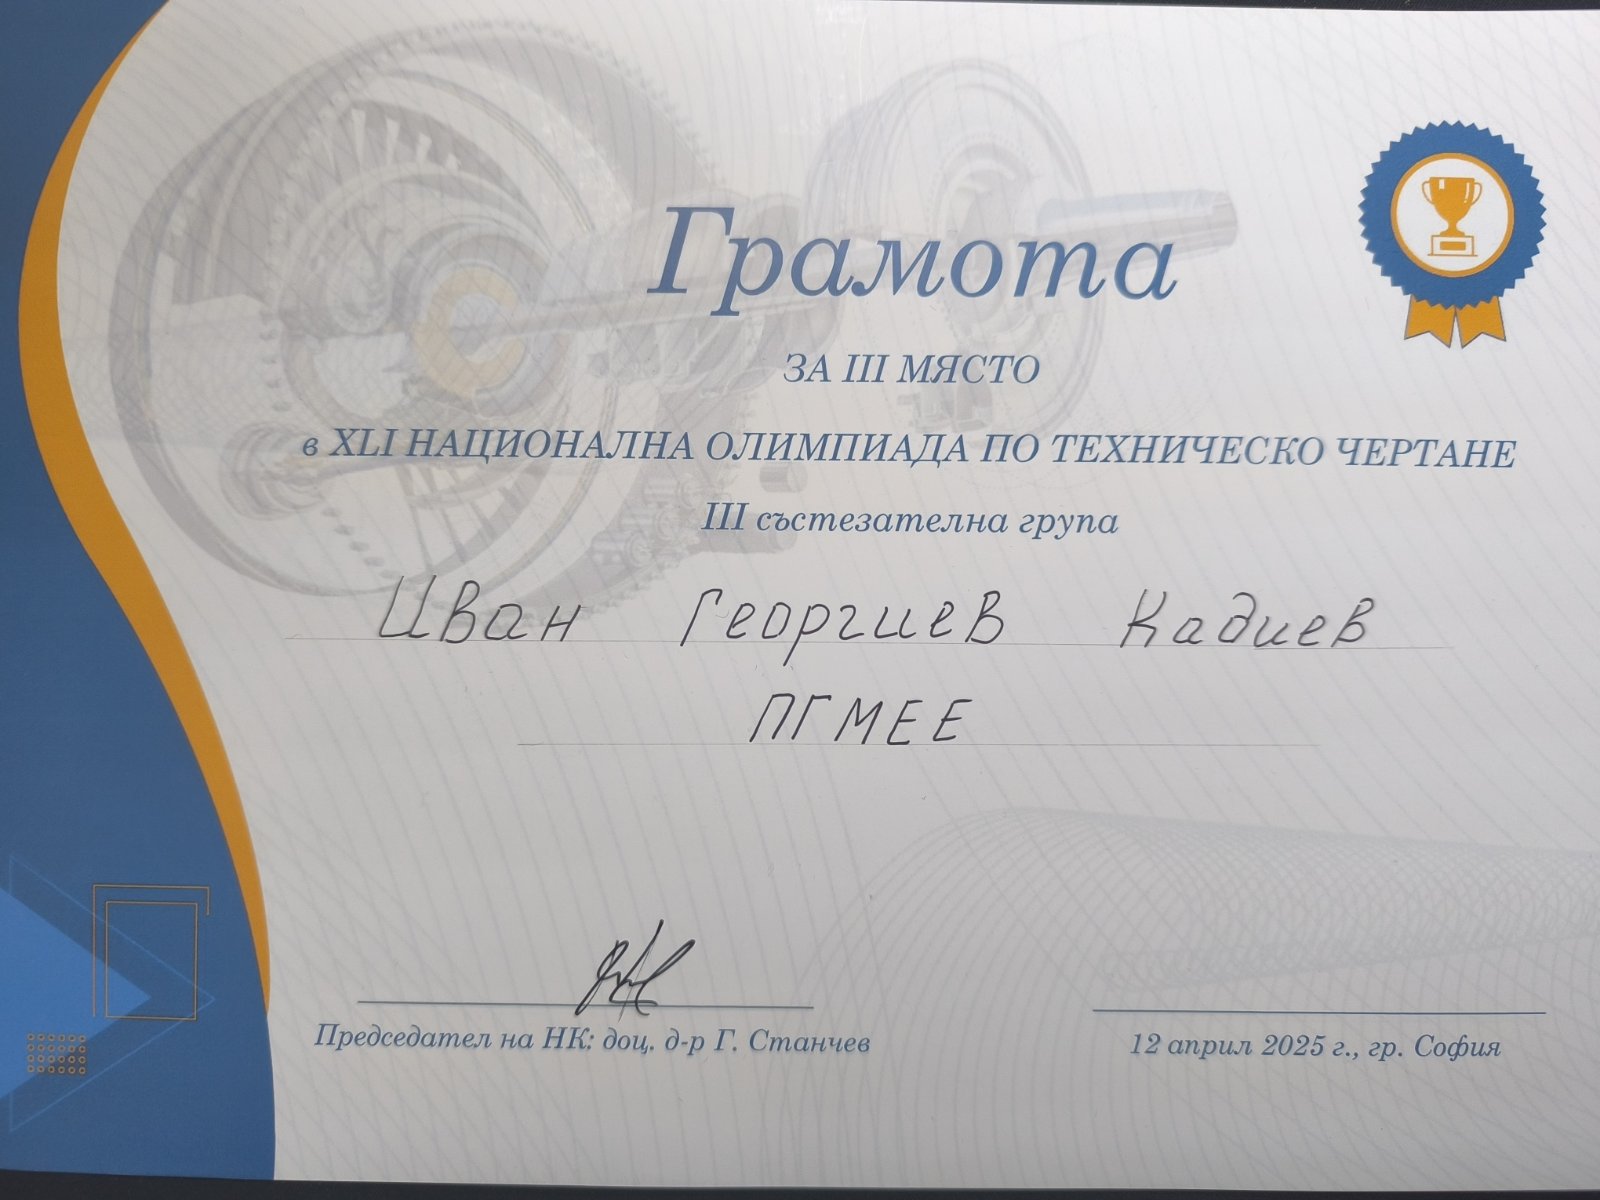 Грамота
ЗА III МЯСТО
в XLI НАЦИОНАЛНА ОЛИМПИАДА ПО ТЕХНИЧЕСКО ЧЕРТАНЕ
III състезателна група
Иван Георгиев Кадиев
ПГМЕЕ
Председател на НК: доц. д-р Г. Станчев
12 април 2025 г., гр. София